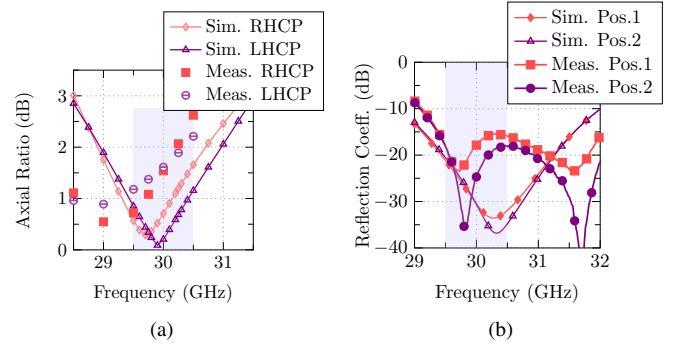 Sim. RHCP
Sim. LHCP
Meas. RHCP
Meas. LHCP
3
2
1
0
Axial Ratio (dB)
29 30 31
Frequency (GHz)
(a)
Sim. Pos.1
Sim. Pos.2
Meas. Pos.1
Meas. Pos.2
0
−10
−20
−30
−40
Reflection Coeff. (dB)
29 30 31 32
Frequency (GHz)
(b)